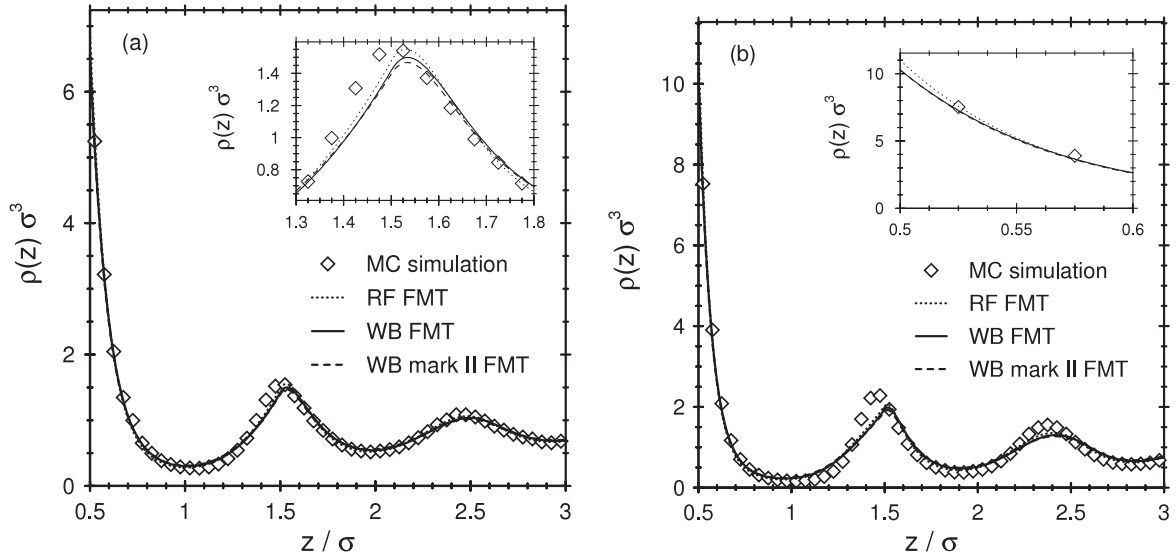 (a)
ρ(z) σ³
6
4
2
0
0.5 1 1.5 2 2.5 3
z / σ
ρ(z) σ³
1.4
1.2
1
0.8
1.3 1.4 1.5 1.6 1.7 1.8
MC simulation
RF FMT
WB FMT
WB mark II FMT
(b)
ρ(z) σ³
10
8
6
4
2
0
0.5 1 1.5 2 2.5 3
z / σ
ρ(z) σ³
10
5
0
0.5 0.55 0.6
MC simulation
RF FMT
WB FMT
WB mark II FMT